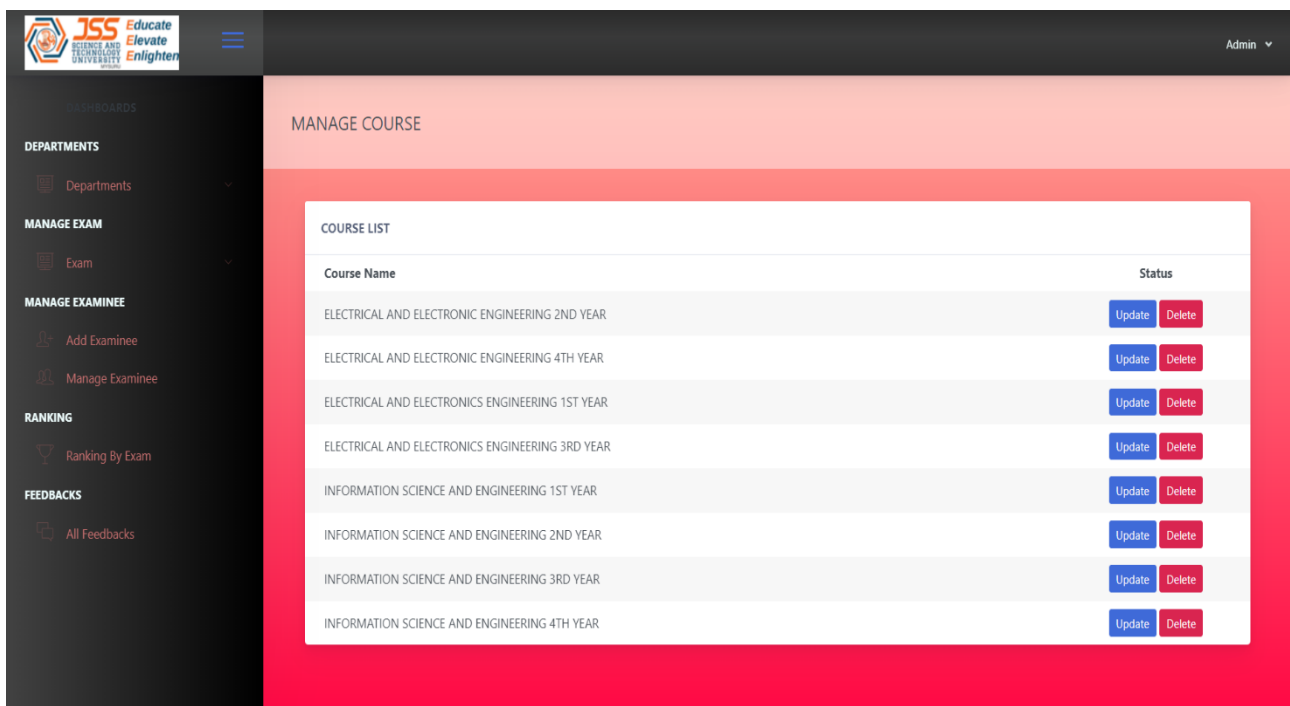 JSS
SCIENCE AND
TECHNOLOGY
UNIVERSITY
MYSURU
Educate
Elevate
Enlighten
Admin
DASHBOARDS
DEPARTMENTS
Departments
MANAGE EXAM
Exam
MANAGE EXAMINEE
Add Examinee
Manage Examinee
RANKING
Ranking By Exam
FEEDBACKS
All Feedbacks
MANAGE COURSE
COURSE LIST
Course Name Status
ELECTRICAL AND ELECTRONIC ENGINEERING 2ND YEAR Update Delete
ELECTRICAL AND ELECTRONIC ENGINEERING 4TH YEAR Update Delete
ELECTRICAL AND ELECTRONICS ENGINEERING 1ST YEAR Update Delete
ELECTRICAL AND ELECTRONICS ENGINEERING 3RD YEAR Update Delete
INFORMATION SCIENCE AND ENGINEERING 1ST YEAR Update Delete
INFORMATION SCIENCE AND ENGINEERING 2ND YEAR Update Delete
INFORMATION SCIENCE AND ENGINEERING 3RD YEAR Update Delete
INFORMATION SCIENCE AND ENGINEERING 4TH YEAR Update Delete